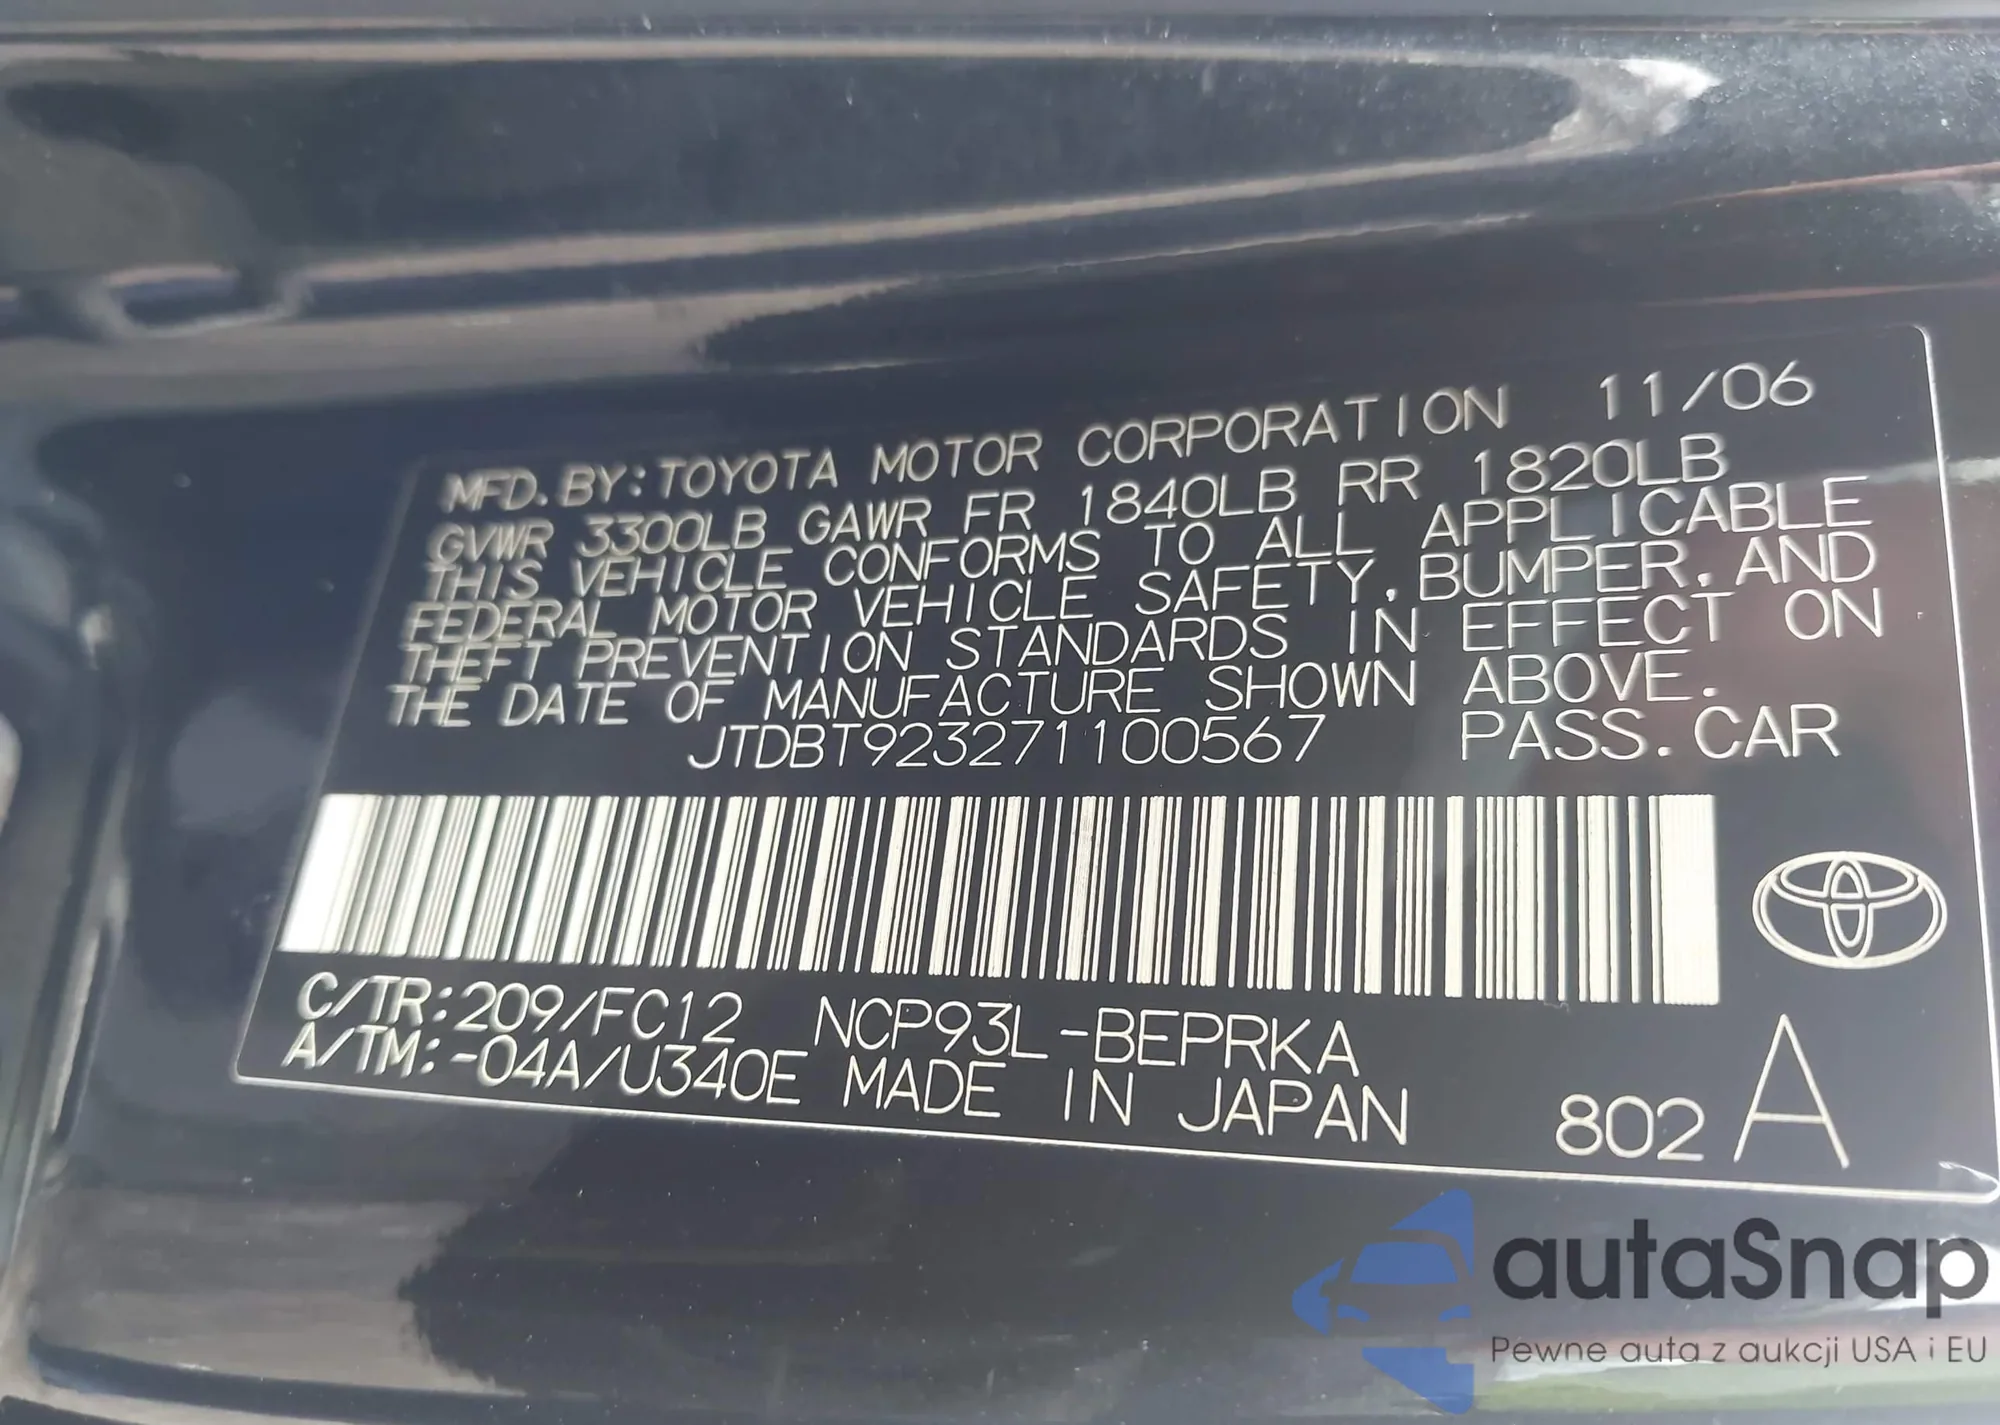 MFD.BY:TOYOTA MOTOR CORPORATION 11/06
GVWR 3300LB GAWR FR 1840LB RR 1820LB
THIS VEHICLE CONFORMS TO ALL APPLICABLE
FEDERAL MOTOR VEHICLE SAFETY, BUMPER, AND
THEFT PREVENTION STANDARDS IN EFFECT ON
THE DATE OF MANUFACTURE SHOWN ABOVE.
JTDBT923271100567 PASS.CAR
C/TR:209/FC12 NCP93L-BEPRKA
A/TM:-04A/U340E MADE IN JAPAN 802 A
autaSnap
Pewne auta z aukcji USA i EU